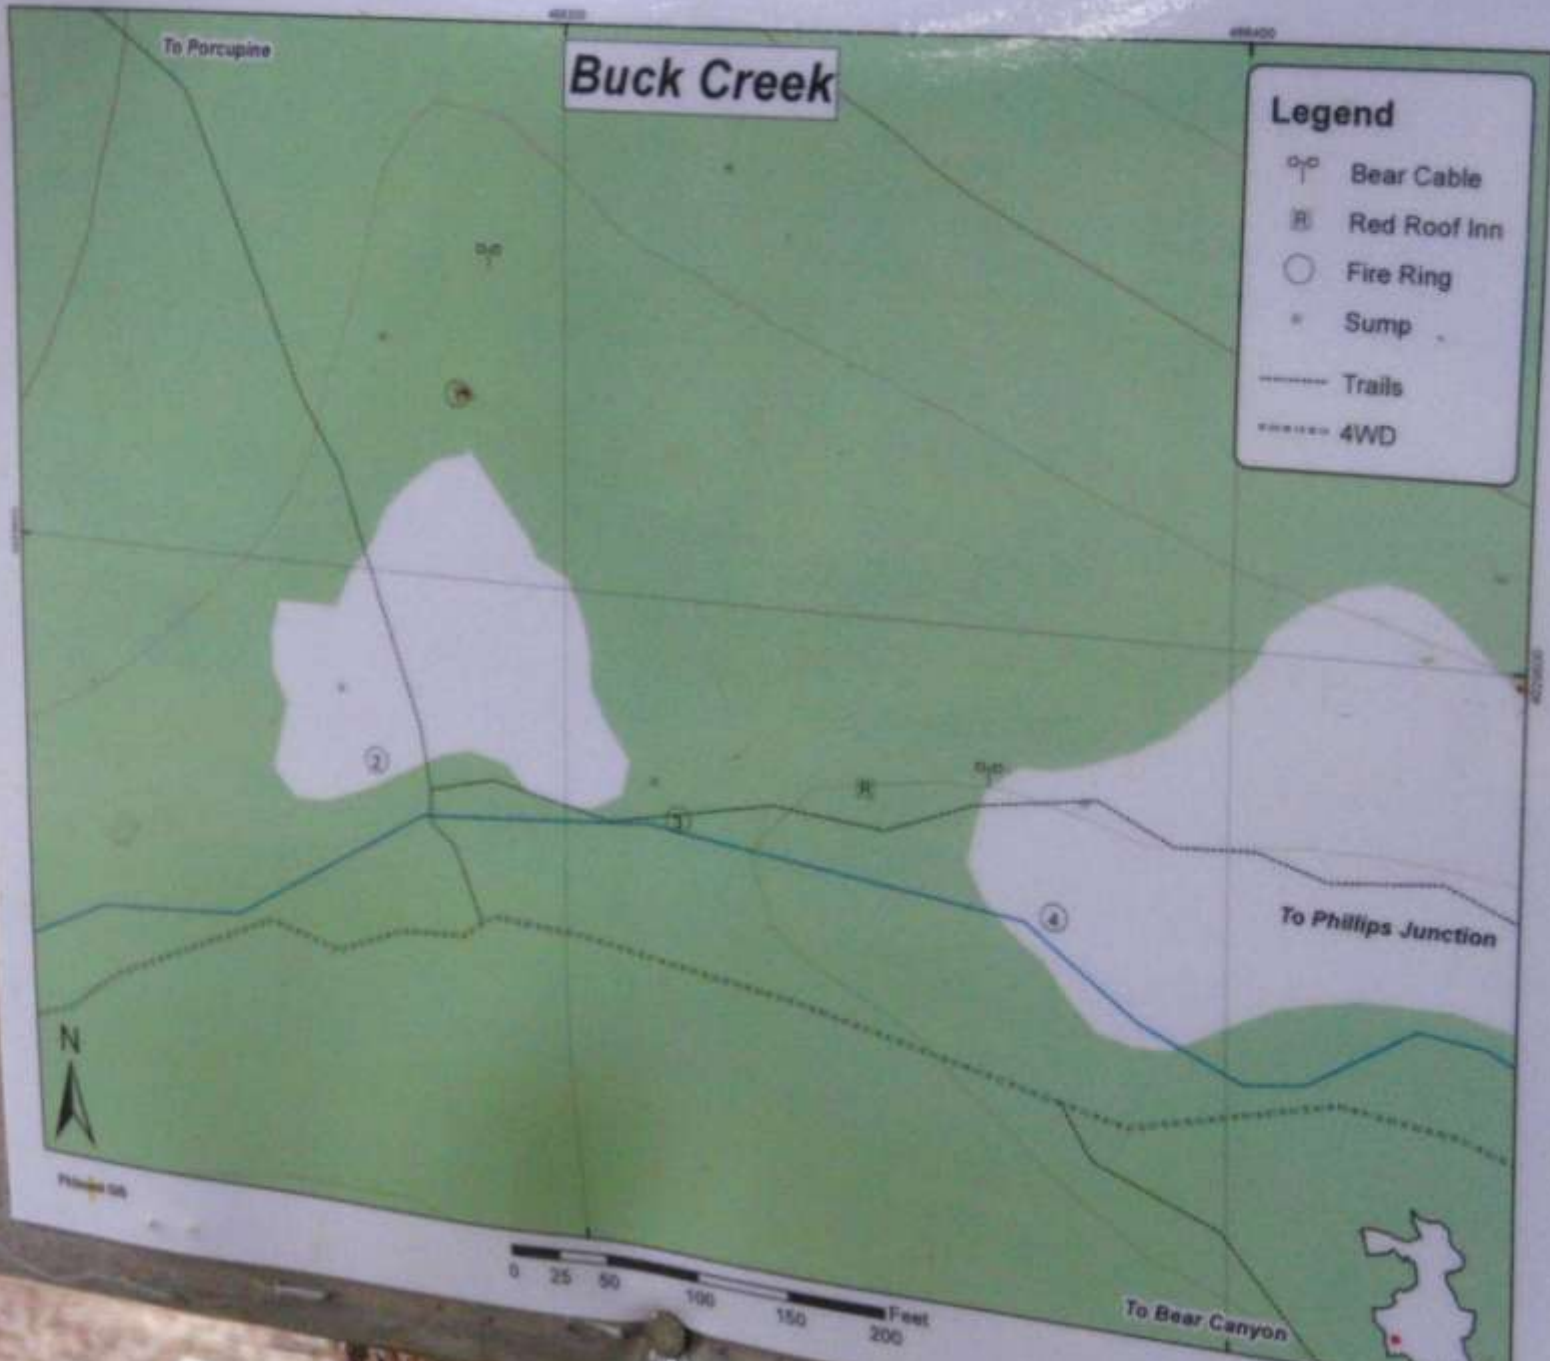 To Porcupine
Buck Creek
Legend
Bear Cable
R Red Roof Inn
Fire Ring
Sump
Trails
4WD
2
3
R
4
To Phillips Junction
N
0 25 50 100 150 200 Feet
To Bear Canyon